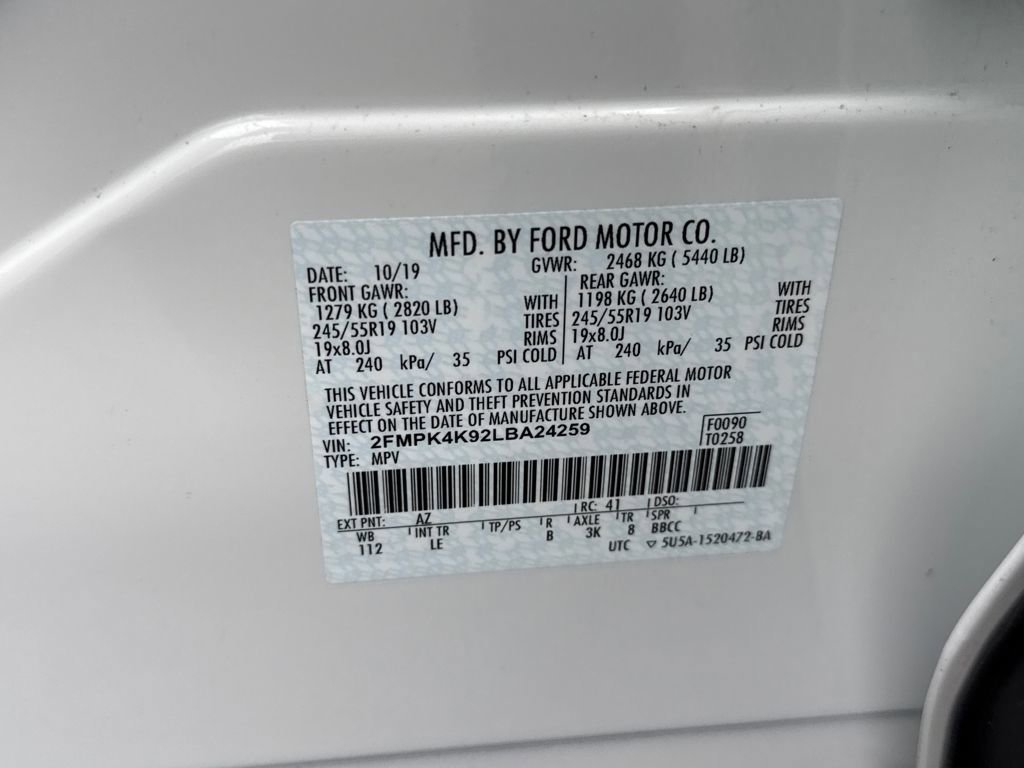 MFD. BY FORD MOTOR CO.
DATE: 10/19 GVWR: 2468 KG ( 5440 LB)
FRONT GAWR: REAR GAWR:
1279 KG ( 2820 LB) WITH 1198 KG ( 2640 LB) WITH
245/55R19 103V TIRES 245/55R19 103V TIRES
19x8.0J RIMS 19x8.0J RIMS
AT 240 kPa/ 35 PSI COLD AT 240 kPa/ 35 PSI COLD
THIS VEHICLE CONFORMS TO ALL APPLICABLE FEDERAL MOTOR
VEHICLE SAFETY AND THEFT PREVENTION STANDARDS IN
EFFECT ON THE DATE OF MANUFACTURE SHOWN ABOVE.
VIN: 2FMPK4K92LBA24259 F0090
TYPE: MPV T0258
EXT PNT: AZ RC: 41 DSO:
WB INT TR TP/PS R AXLE TR SPR
112 LE B 3K 8 BBCC
UTC ▽ 5U5A-1520472-BA